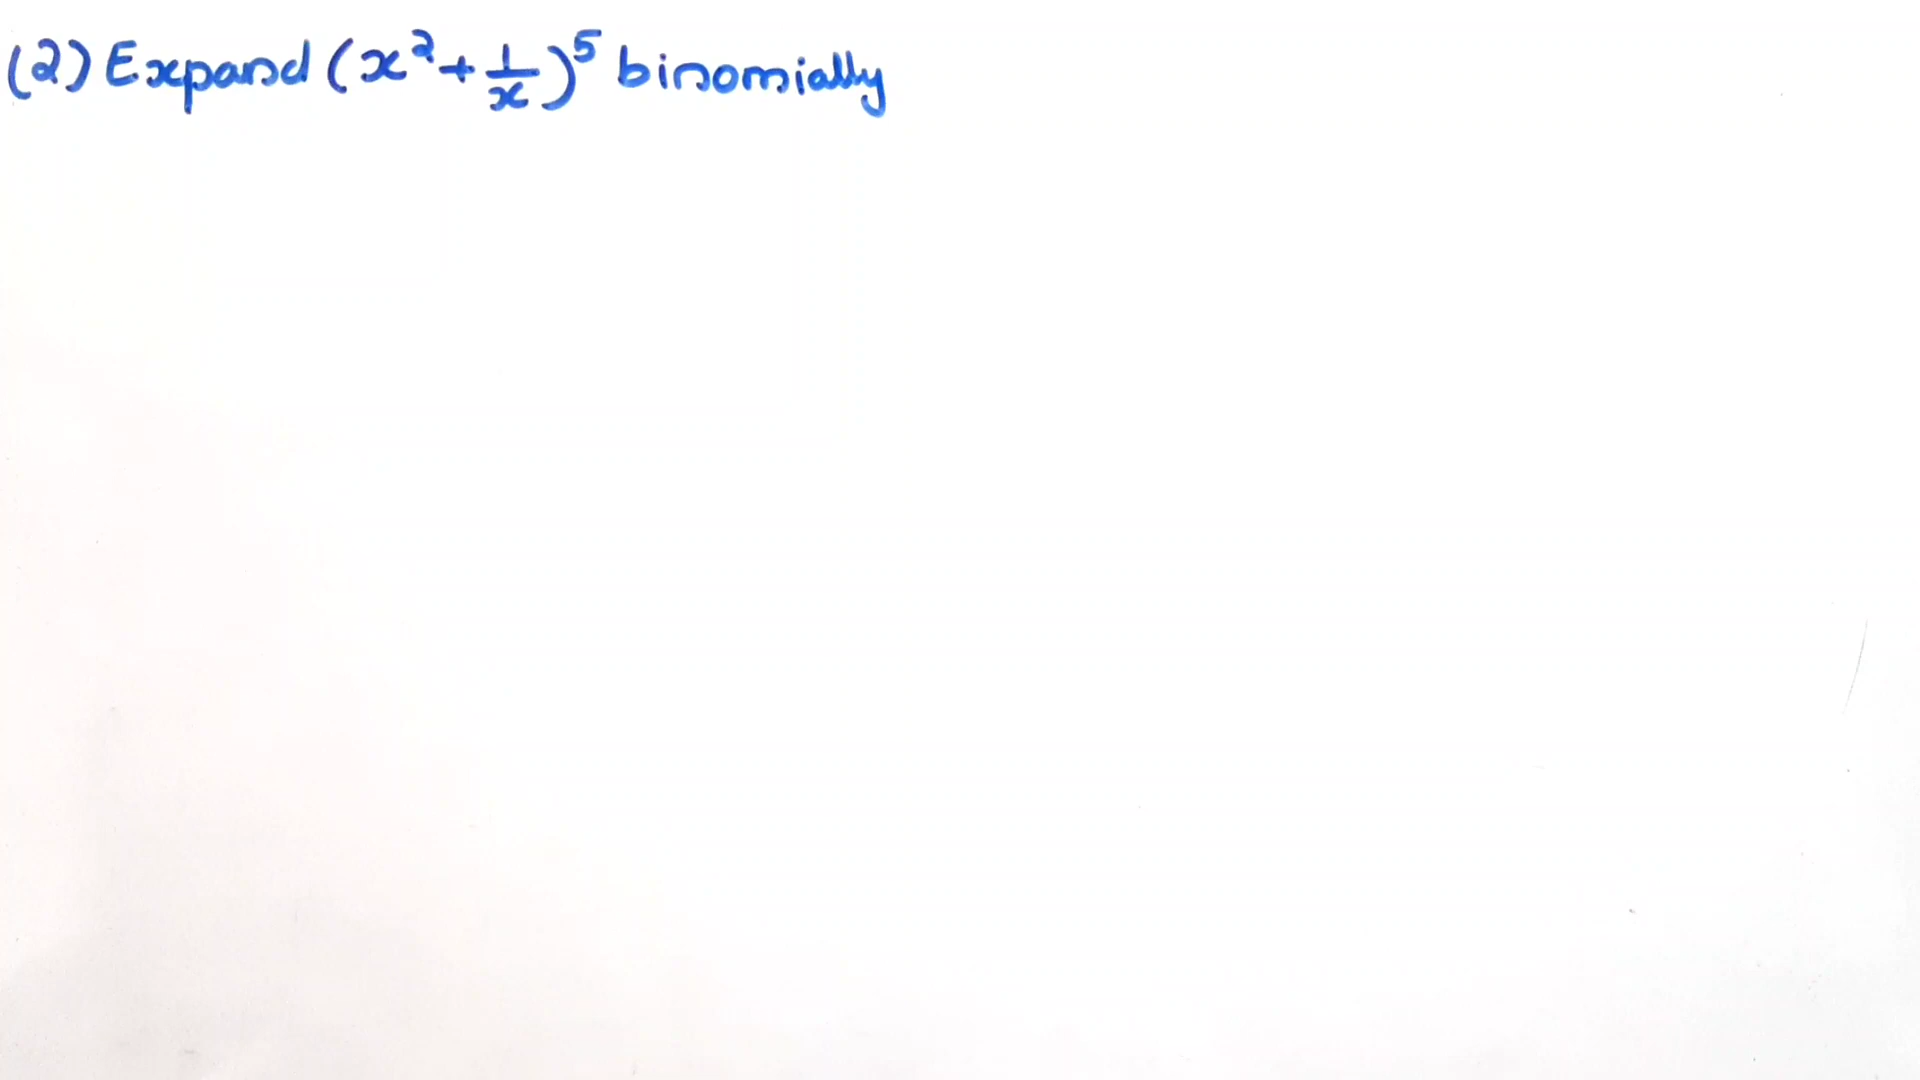 (2) Expand (x² + 1/x)⁵ binomially